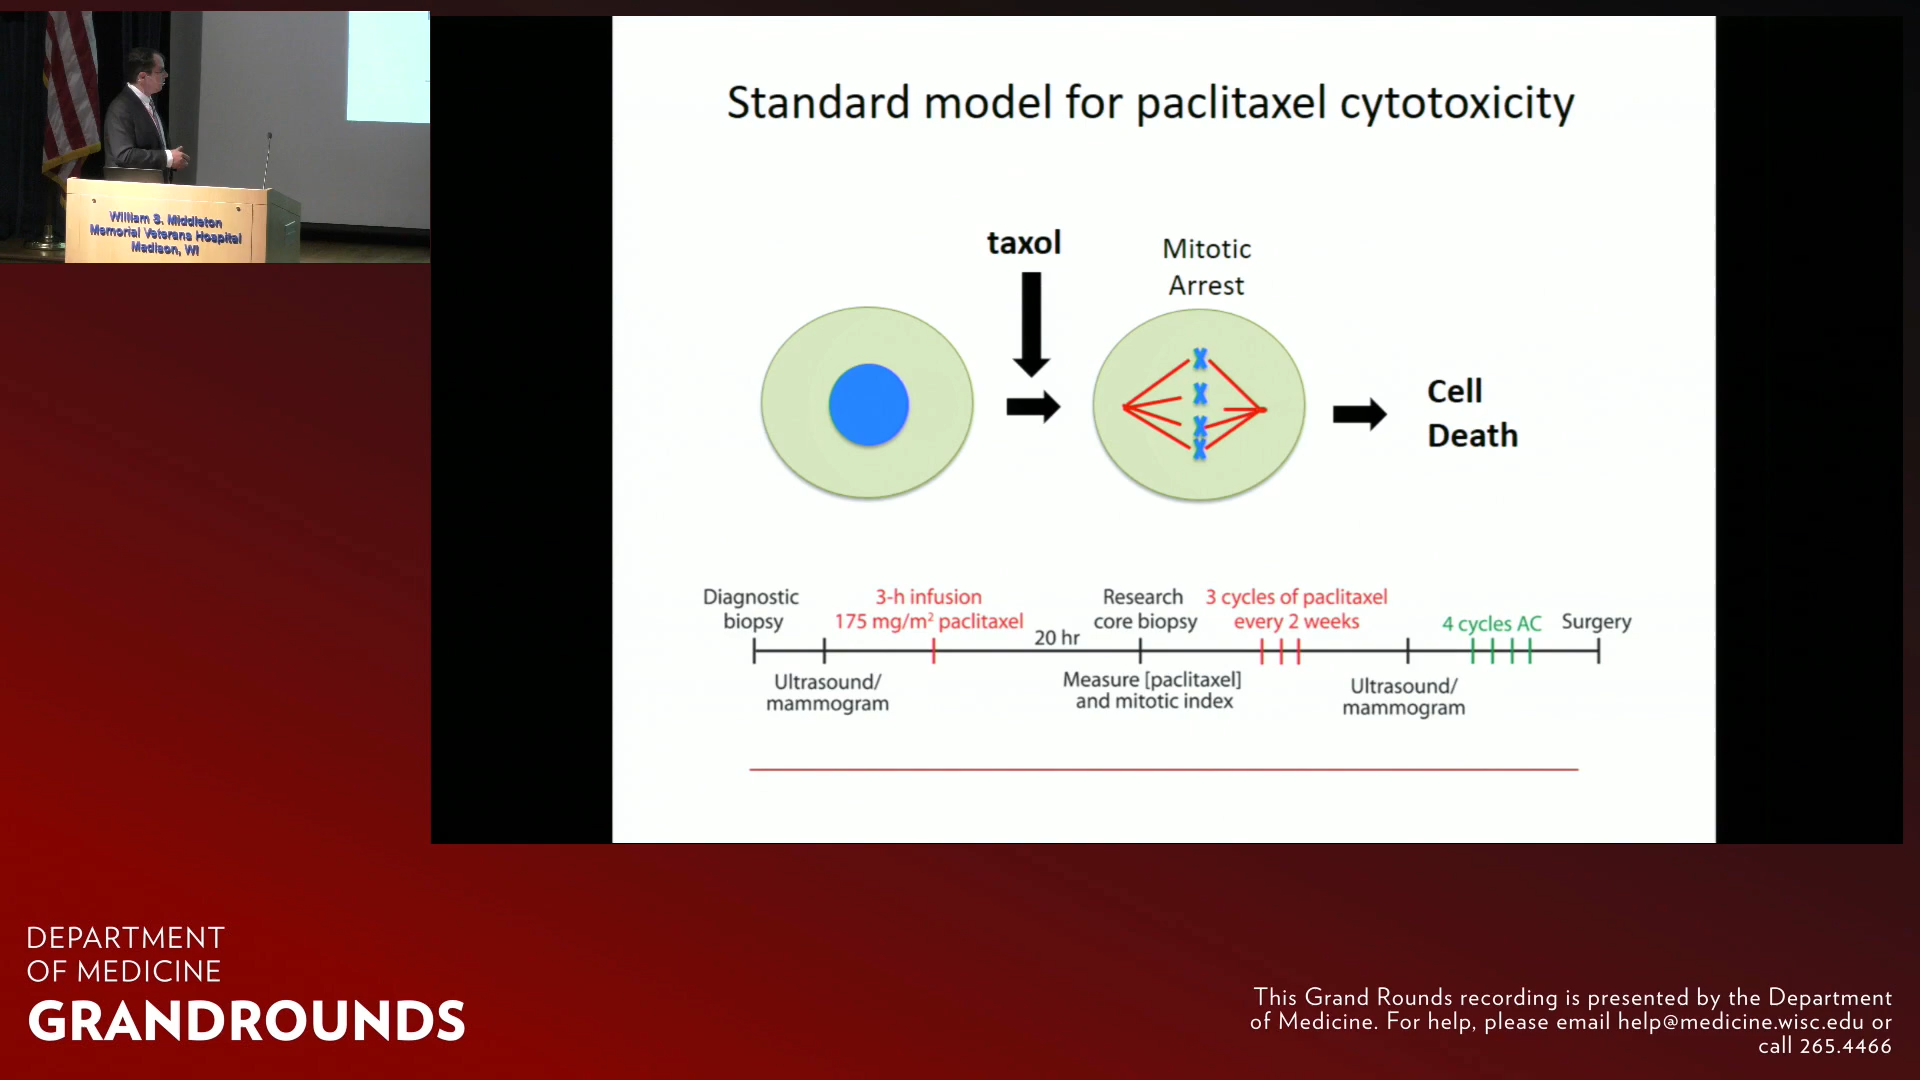 William S. Middleton
Memorial Veterans Hospital
Madison, WI
Standard model for paclitaxel cytotoxicity
taxol
Mitotic
Arrest
Cell
Death
Diagnostic
biopsy
3-h infusion
175 mg/m² paclitaxel
20 hr
Research
core biopsy
3 cycles of paclitaxel
every 2 weeks
4 cycles AC
Surgery
Ultrasound/
mammogram
Measure [paclitaxel]
and mitotic index
Ultrasound/
mammogram
DEPARTMENT
OF MEDICINE
GRANDROUNDS
This Grand Rounds recording is presented by the Department
of Medicine. For help, please email help@medicine.wisc.edu or
call 265.4466